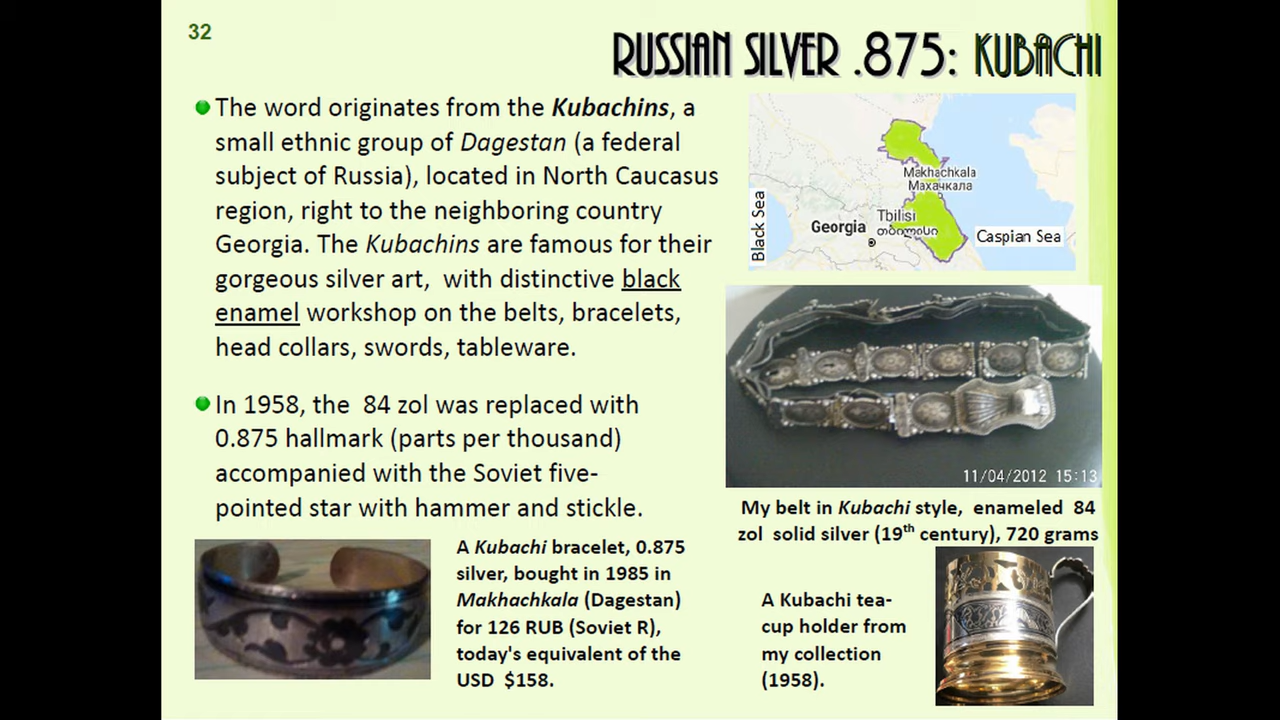 32
RUSSIAN SILVER .875: KUBACHI
The word originates from the Kubachins, a
small ethnic group of Dagestan (a federal
subject of Russia), located in North Caucasus
region, right to the neighboring country
Georgia. The Kubachins are famous for their
gorgeous silver art, with distinctive black
enamel workshop on the belts, bracelets,
head collars, swords, tableware.
In 1958, the 84 zol was replaced with
0.875 hallmark (parts per thousand)
accompanied with the Soviet five-
pointed star with hammer and stickle.
Makhachkala
Махачкала
Black Sea
Georgia
Tbilisi
თბილისი
Caspian Sea
11/04/2012 15:13
My belt in Kubachi style, enameled 84
zol solid silver (19th century), 720 grams
A Kubachi bracelet, 0.875
silver, bought in 1985 in
Makhachkala (Dagestan)
for 126 RUB (Soviet R),
today's equivalent of the
USD $158.
A Kubachi tea-
cup holder from
my collection
(1958).